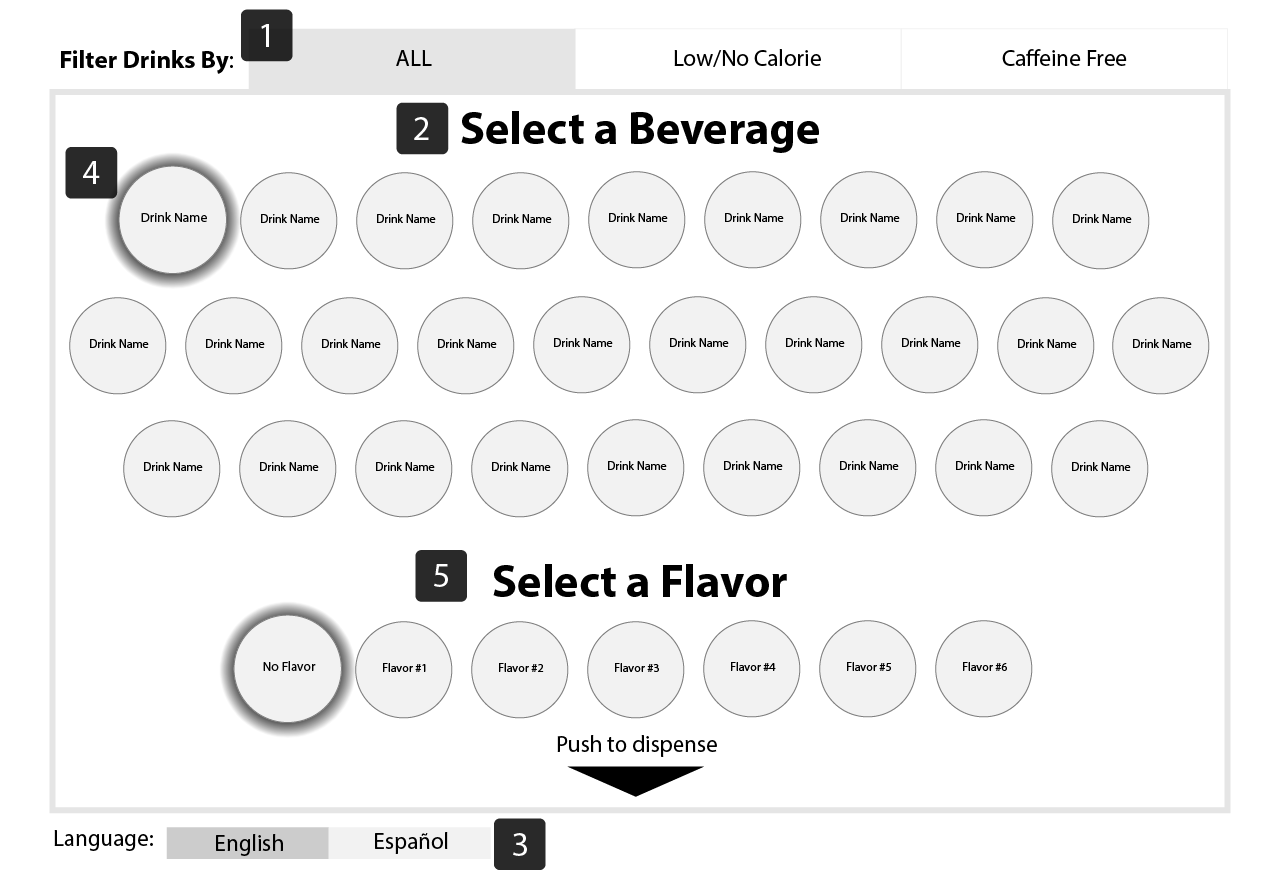 1
Filter Drinks By: ALL Low/No Calorie Caffeine Free
2 Select a Beverage
4
Drink Name Drink Name Drink Name Drink Name Drink Name Drink Name Drink Name Drink Name Drink Name
Drink Name Drink Name Drink Name Drink Name Drink Name Drink Name Drink Name Drink Name Drink Name Drink Name
Drink Name Drink Name Drink Name Drink Name Drink Name Drink Name Drink Name Drink Name Drink Name
5 Select a Flavor
No Flavor Flavor #1 Flavor #2 Flavor #3 Flavor #4 Flavor #5 Flavor #6
Push to dispense
Language: English Español 3